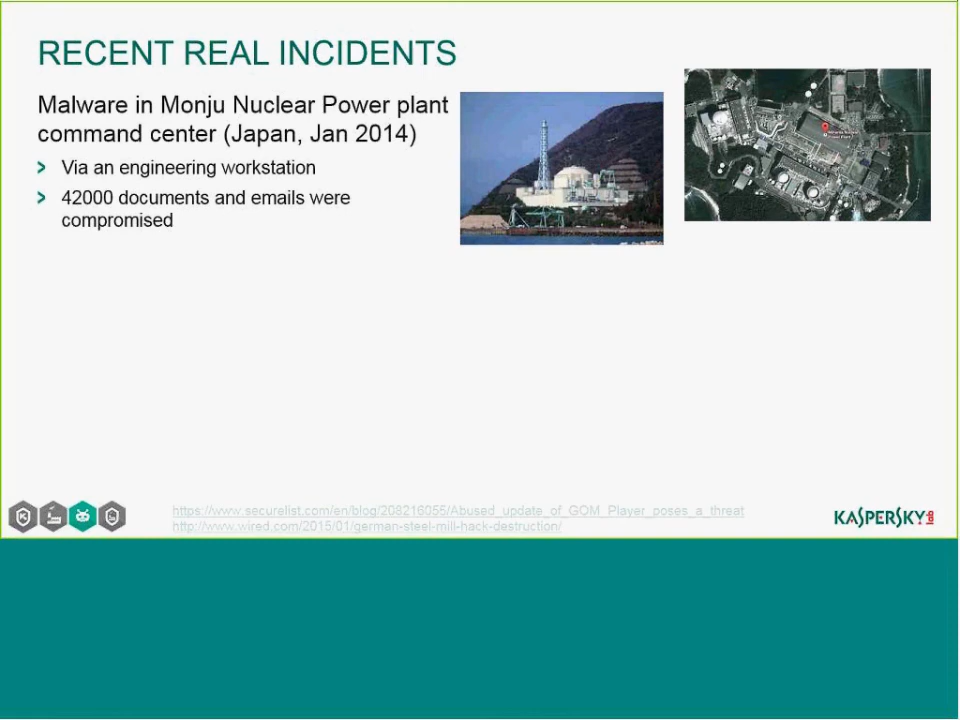 RECENT REAL INCIDENTS
Malware in Monju Nuclear Power plant
command center (Japan, Jan 2014)
Via an engineering workstation
42000 documents and emails were
compromised
https://www.securelist.com/en/blog/208216055/Abused_update_of_GOM_Player_poses_a_threat
http://www.wired.com/2015/01/german-steel-mill-hack-destruction/
KASPERSKY lab